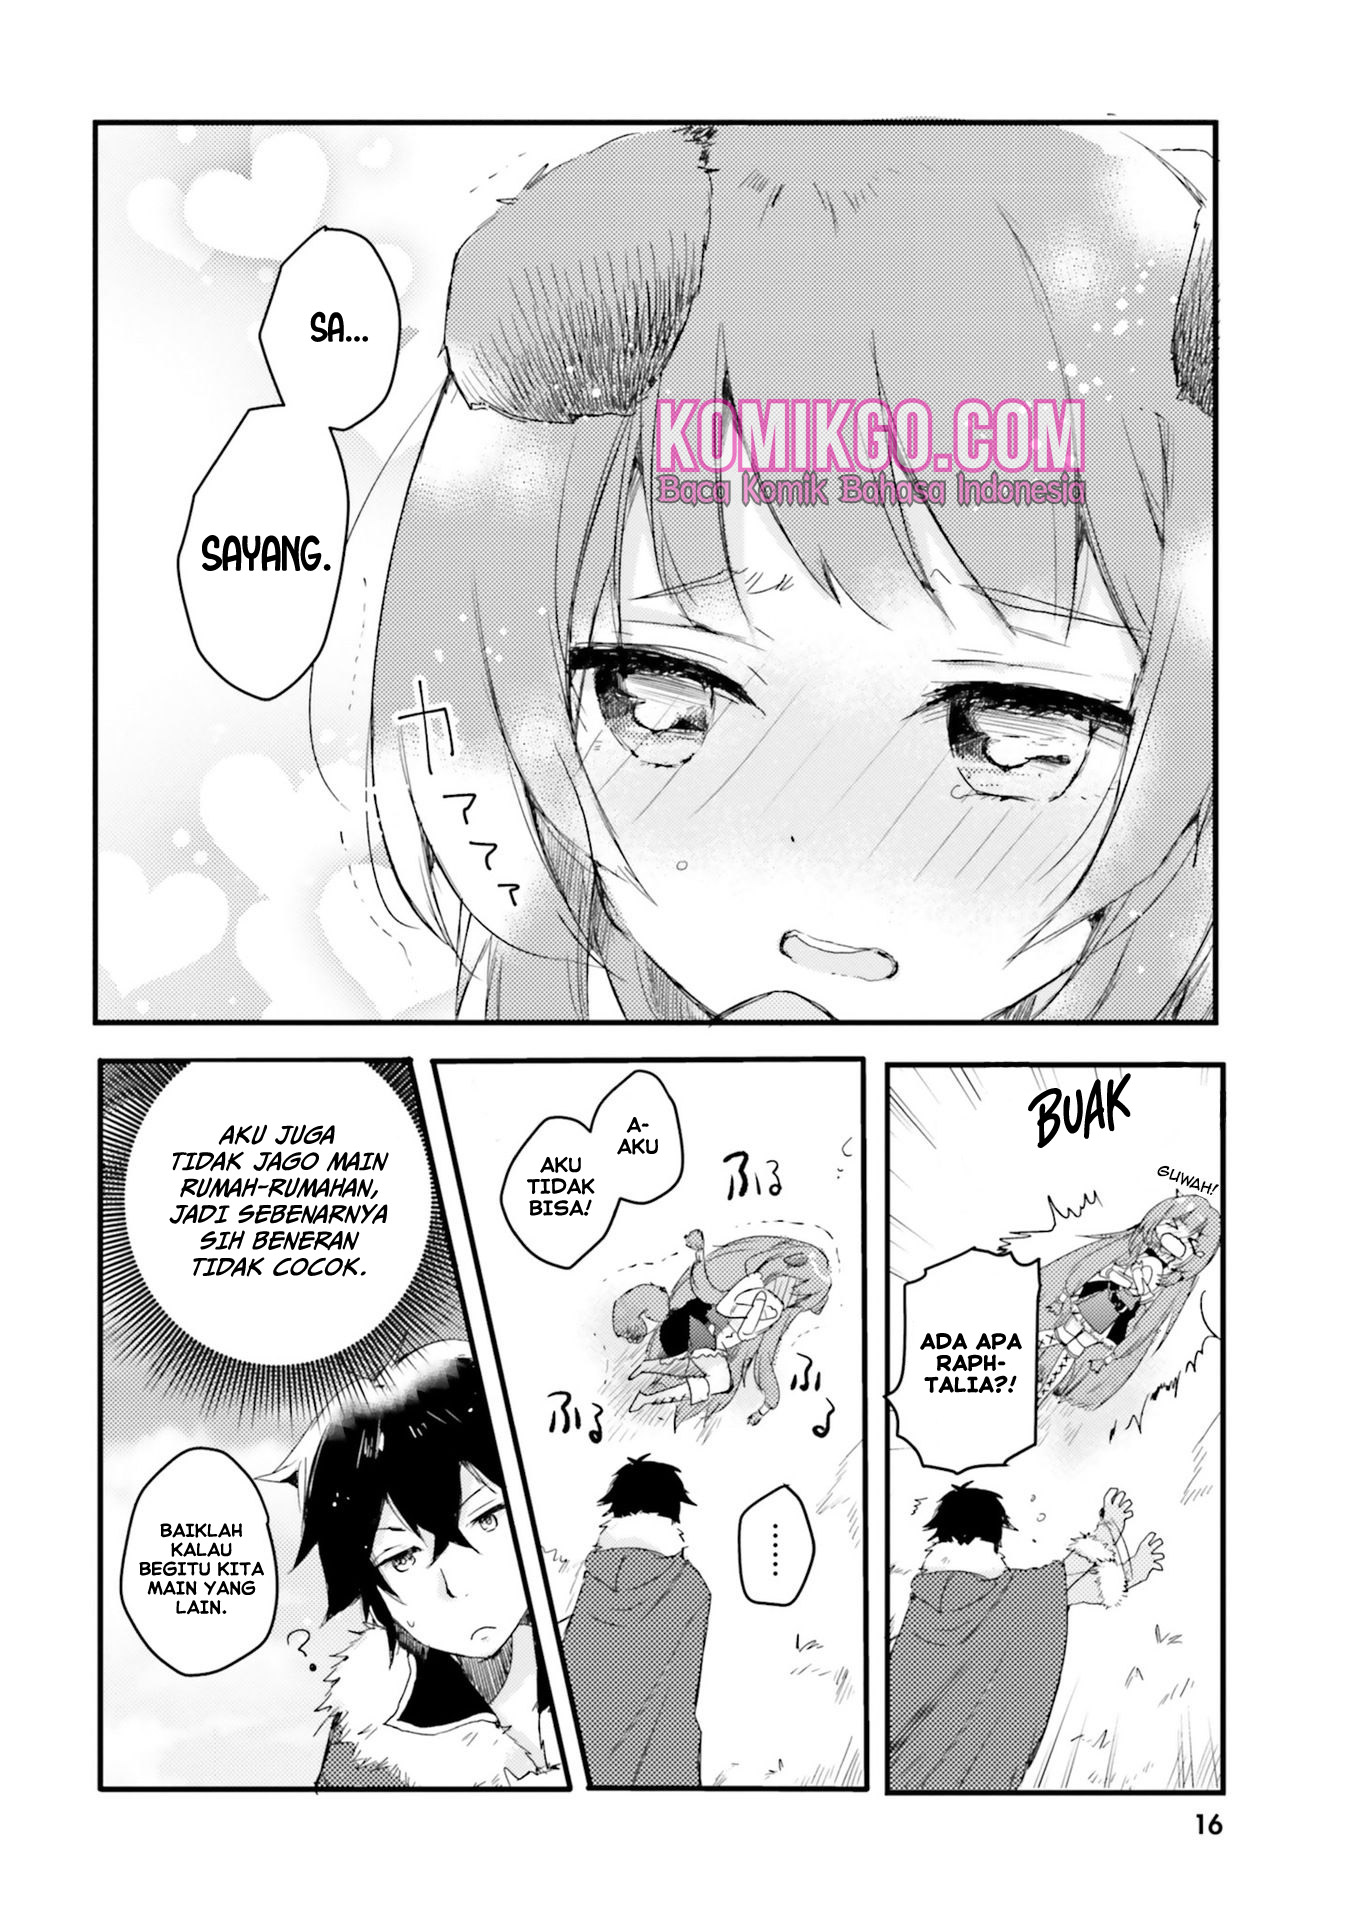 SA...
SAYANG.
カァァァ
KOMIKGO.COM
Baca Komik Bahasa Indonesia
BUAK
GUWAH!
ADA APA
RAPH-
TALIA?!
A-
AKU
AKU
TIDAK
BISA!
ふる
ふる
ふる
......
AKU JUGA
TIDAK JAGO MAIN
RUMAH-RUMAHAN,
JADI SEBENARNYA
SIH BENERAN
TIDAK COCOK.
BAIKLAH
KALAU
BEGITU KITA
MAIN YANG
LAIN.
?
16